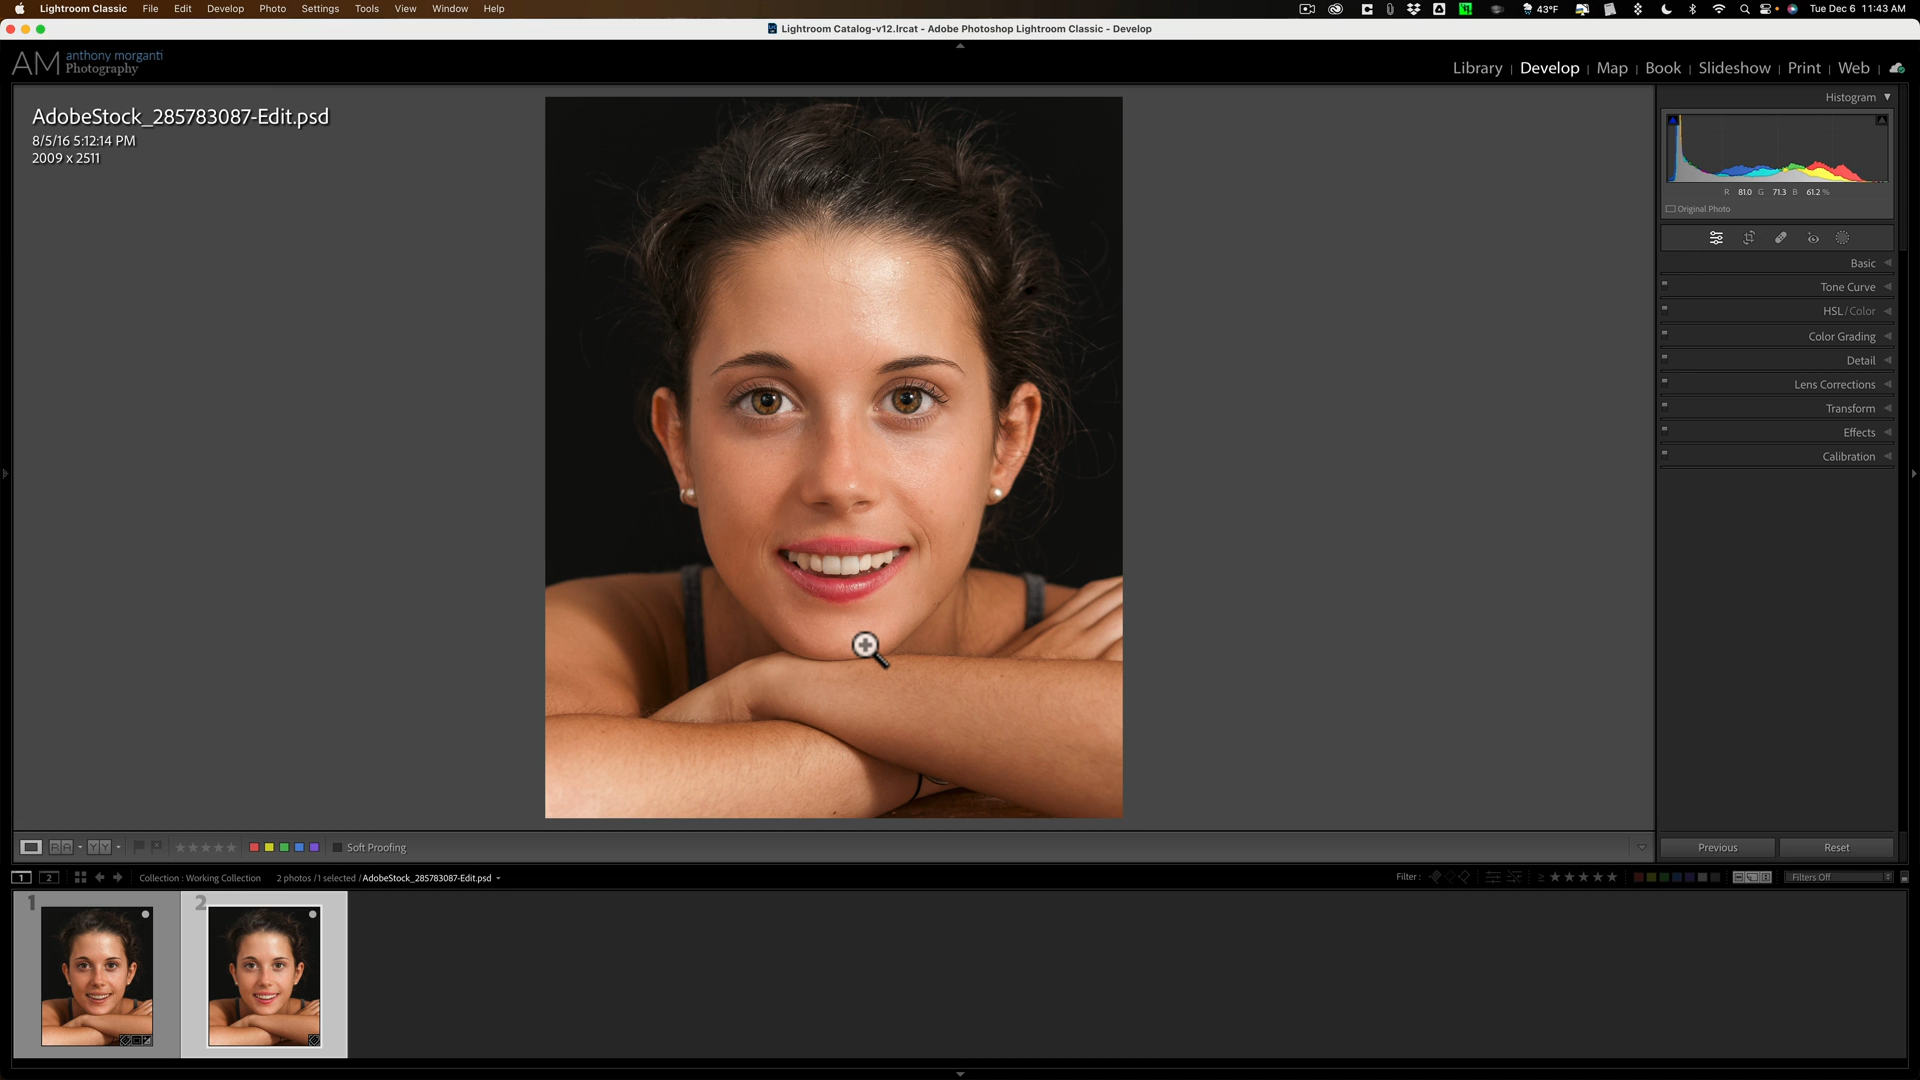 Lightroom Classic File Edit Develop Photo Settings Tools View Window Help 43°F Tue Dec 6 11:43 AM
Lightroom Catalog-v12.lrcat - Adobe Photoshop Lightroom Classic - Develop
AM anthony morganti
Photography
Library | Develop | Map | Book | Slideshow | Print | Web
AdobeStock_285783087-Edit.psd
8/5/16 5:12:14 PM
2009 x 2511
Histogram
R 81.0 G 71.3 B 61.2 %
Original Photo
Basic
Tone Curve
HSL / Color
Color Grading
Detail
Lens Corrections
Transform
Effects
Calibration
RA YY Soft Proofing
Previous Reset
1 2 Collection : Working Collection 2 photos / 1 selected / AdobeStock_285783087-Edit.psd Filter : Filters Off
1 2